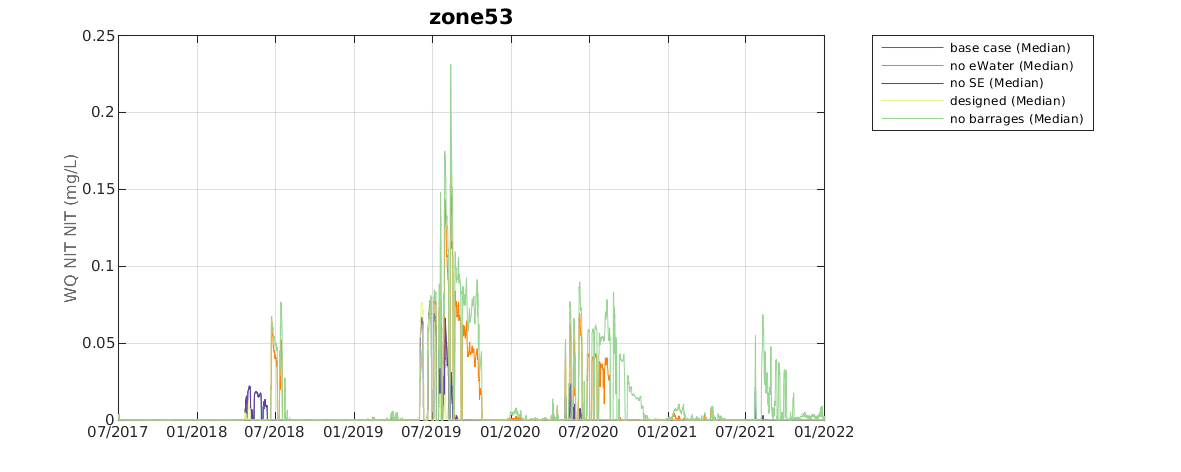 zone53
WQ NIT NIT (mg/L)
0.25
0.2
0.15
0.1
0.05
0
07/2017
01/2018
07/2018
01/2019
07/2019
01/2020
07/2020
01/2021
07/2021
01/2022
base case (Median)
no eWater (Median)
no SE (Median)
designed (Median)
no barrages (Median)